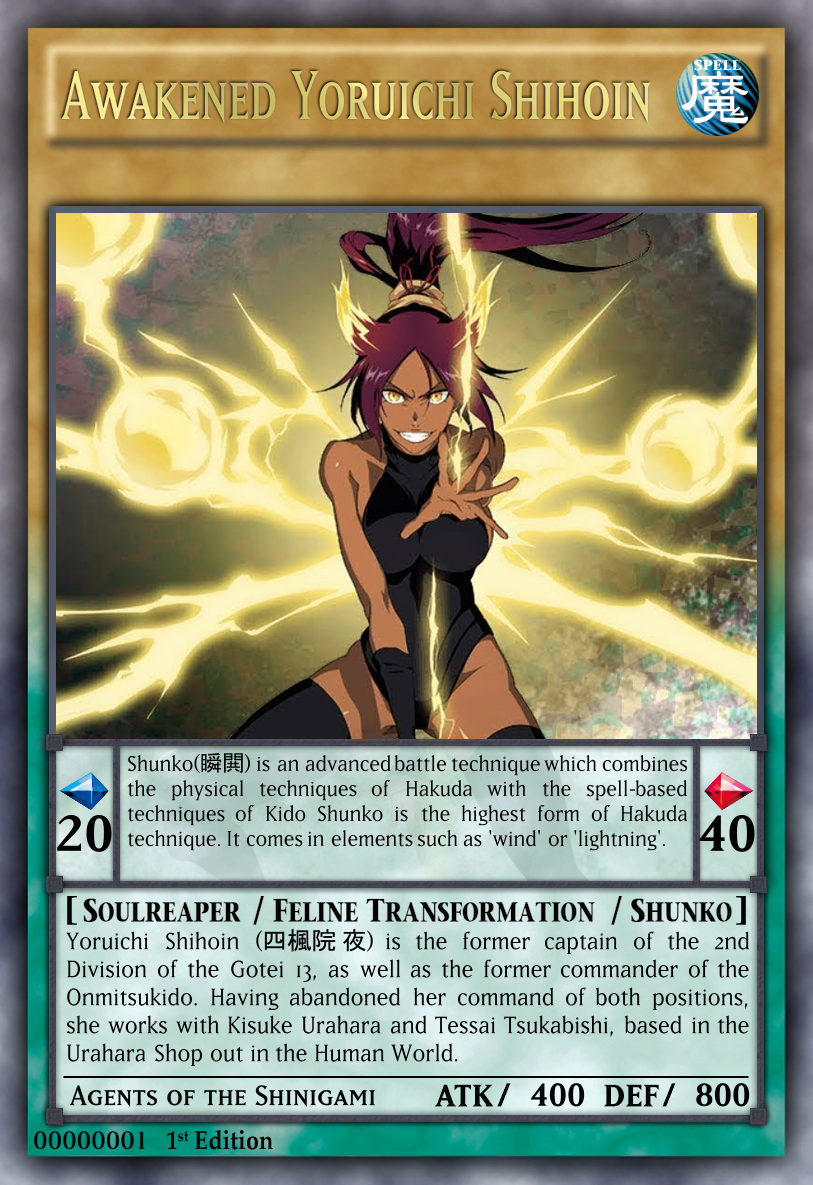 Awakened Yoruichi Shihoin
SPELL
魔
Shunko(瞬閧) is an advanced battle technique which combines
the physical techniques of Hakuda with the spell-based
techniques of Kido Shunko is the highest form of Hakuda
technique. It comes in elements such as 'wind' or 'lightning'.
20
40
[ Soulreaper / Feline Transformation / Shunko ]
Yoruichi Shihoin (四楓院 夜) is the former captain of the 2nd
Division of the Gotei 13, as well as the former commander of the
Onmitsukido. Having abandoned her command of both positions,
she works with Kisuke Urahara and Tessai Tsukabishi, based in the
Urahara Shop out in the Human World.
Agents of the Shinigami ATK/ 400 DEF/ 800
00000001 1st Edition